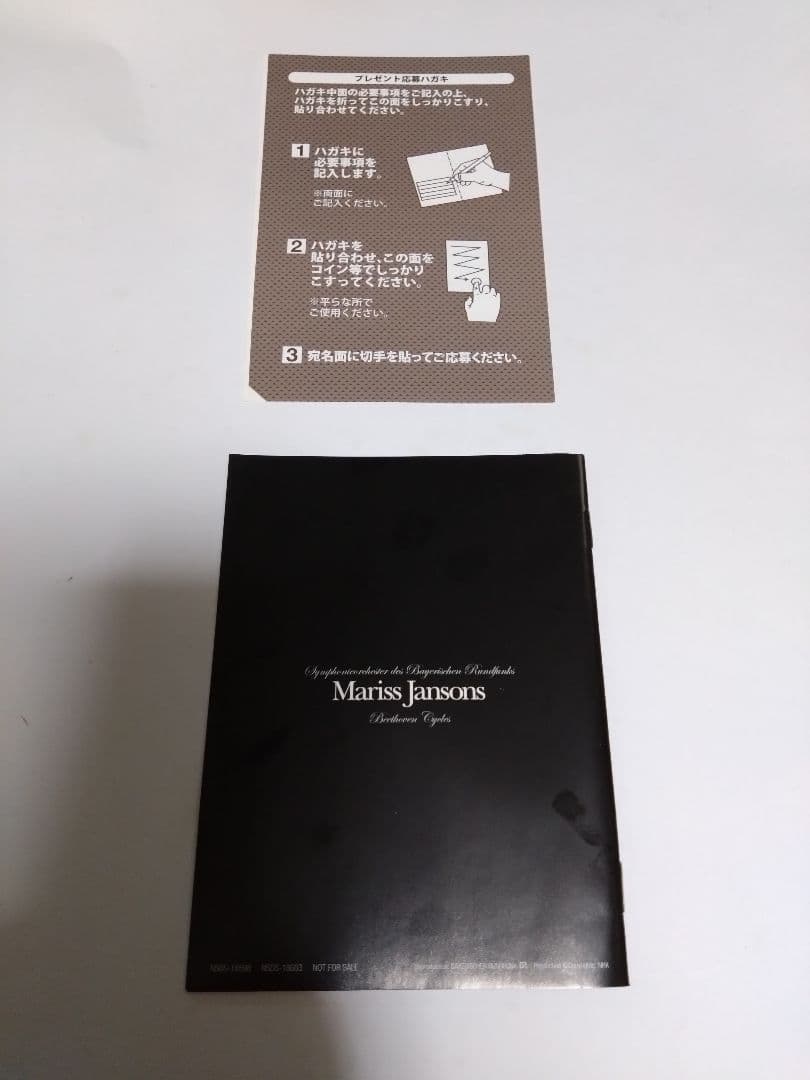 プレゼント応募ハガキ
ハガキ中面の必要事項をご記入の上、
ハガキを折ってこの面をしっかりこすり、
貼り合わせてください。
1 ハガキに
必要事項を
記入します。
※両面に
ご記入ください。
2 ハガキを
貼り合わせ、この面を
コイン等でしっかり
こすってください。
※平らな所で
ご使用ください。
3 宛名面に切手を貼ってご応募ください。
Symphonieorchester des Bayerischen Rundfunks
Mariss Jansons
Beethoven Cycles
NOT FOR SALE
NHK